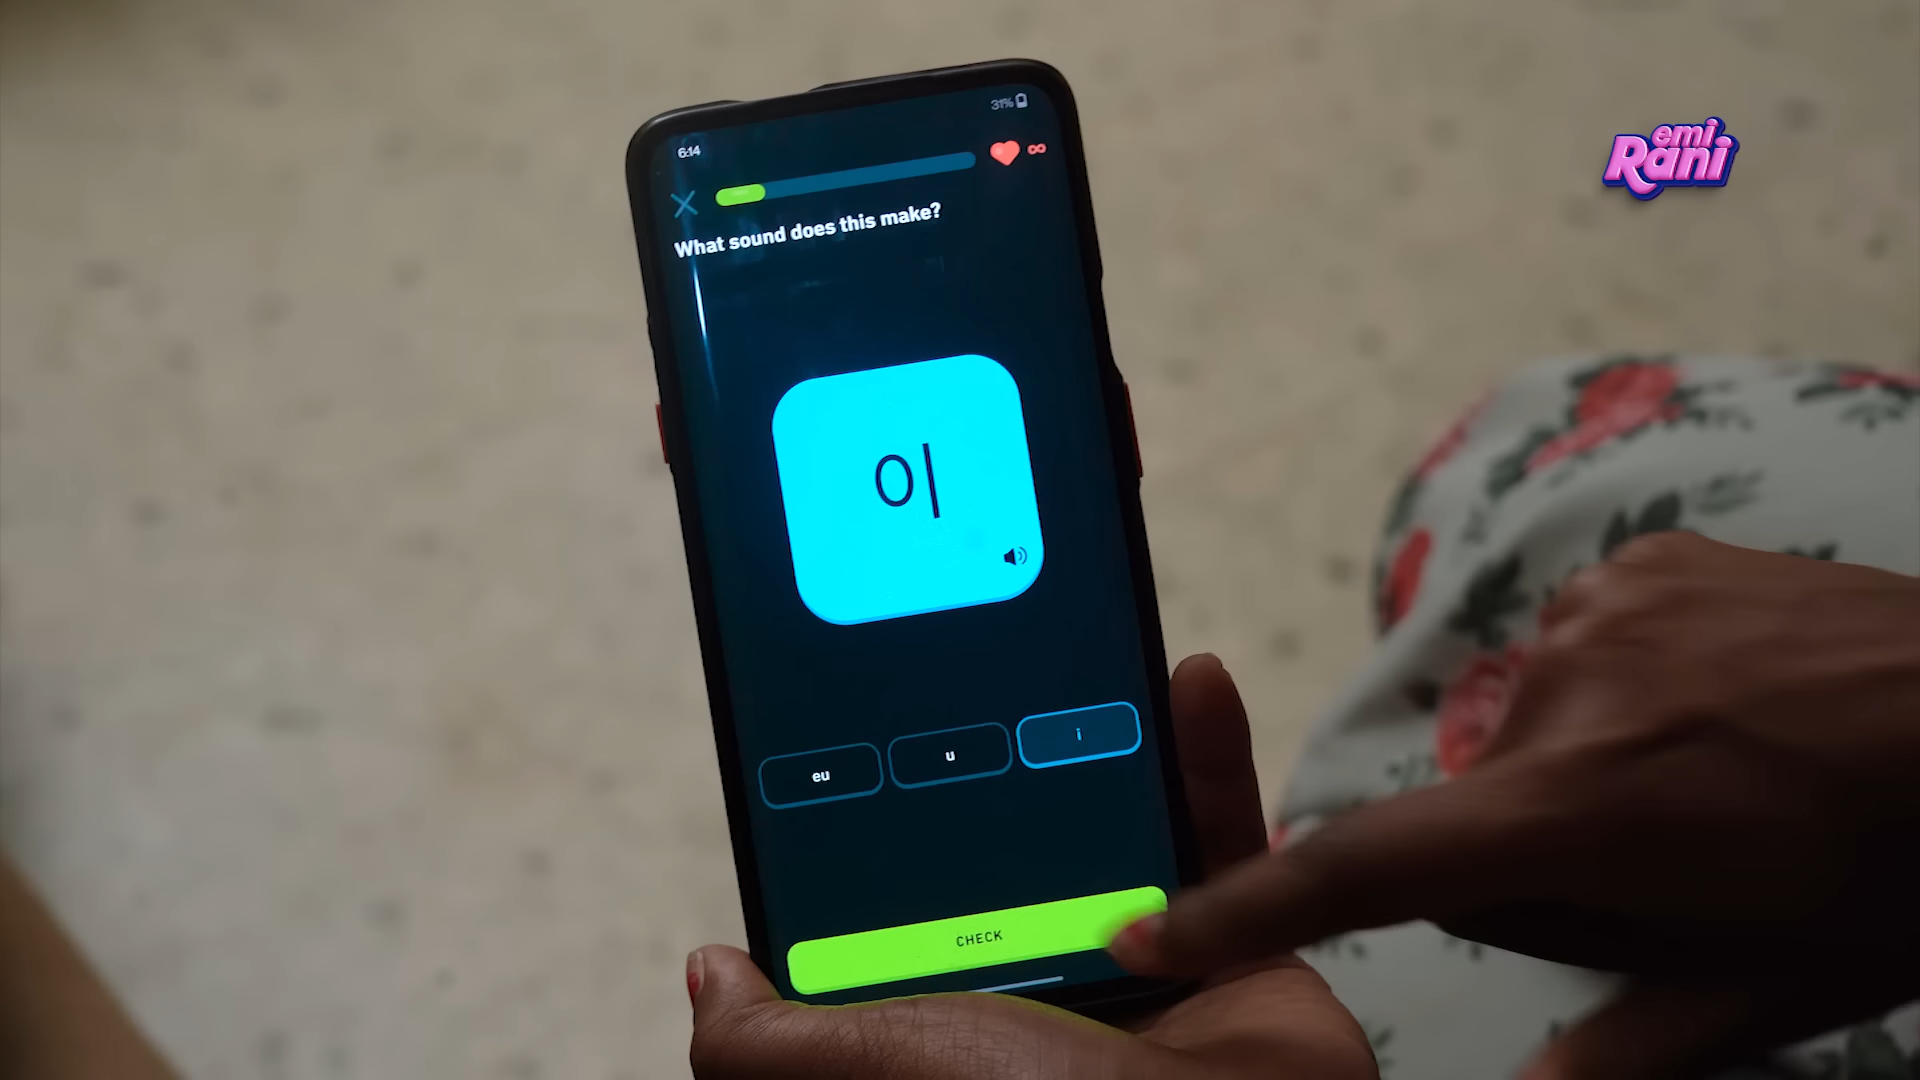 6:14
31%
∞
What sound does this make?
이
eu
u
i
CHECK
emi
Rani